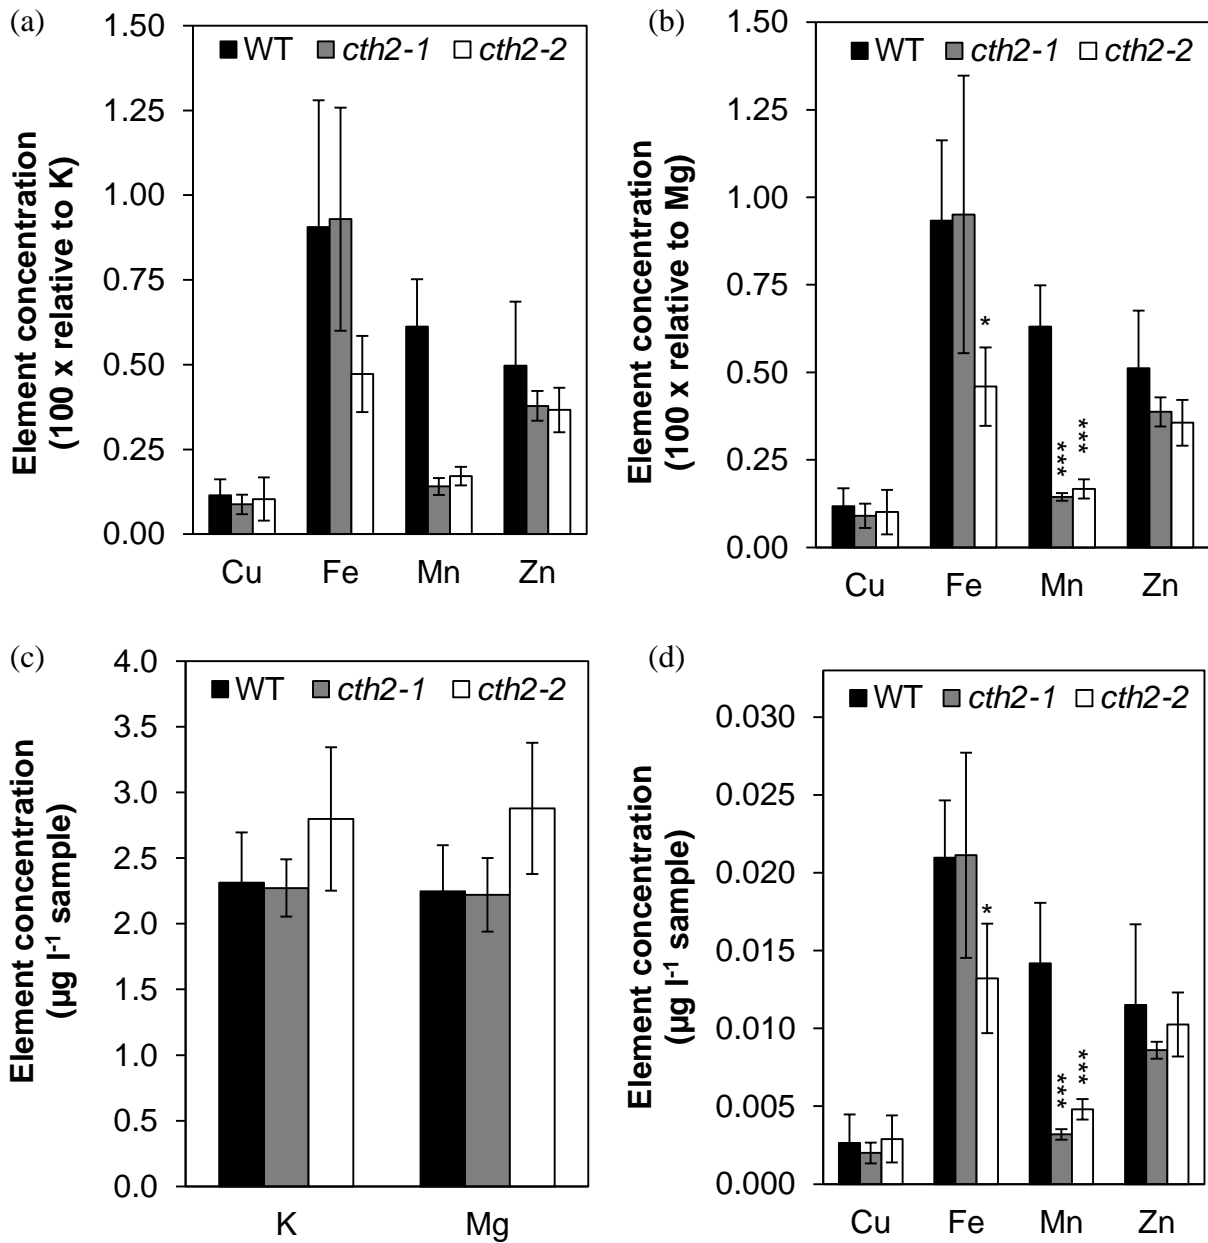 (a)
Element concentration
(100 x relative to K)
1.50
1.25
1.00
0.75
0.50
0.25
0.00
WT cth2-1 cth2-2
Cu Fe Mn Zn
(b)
Element concentration
(100 x relative to Mg)
1.50
1.25
1.00
0.75
0.50
0.25
0.00
WT cth2-1 cth2-2
*
***
***
Cu Fe Mn Zn
(c)
Element concentration
(µg l-1 sample)
4.0
3.5
3.0
2.5
2.0
1.5
1.0
0.5
0.0
WT cth2-1 cth2-2
K Mg
(d)
Element concentration
(µg l-1 sample)
0.030
0.025
0.020
0.015
0.010
0.005
0.000
WT cth2-1 cth2-2
*
***
***
Cu Fe Mn Zn